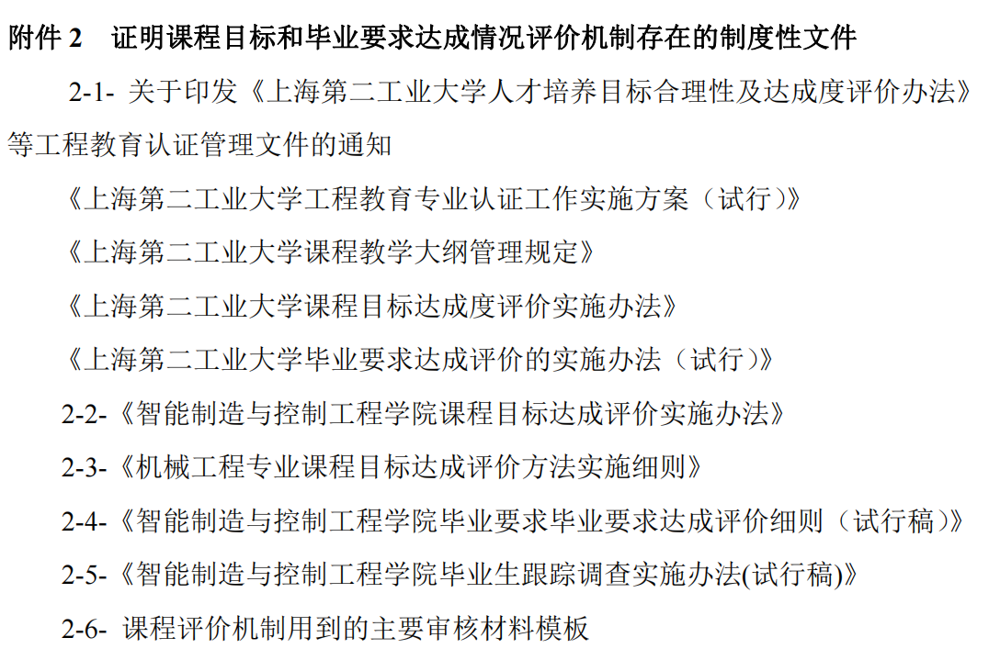 附件 2 证明课程目标和毕业要求达成情况评价机制存在的制度性文件
2-1- 关于印发《上海第二工业大学人才培养目标合理性及达成度评价办法》
等工程教育认证管理文件的通知
《上海第二工业大学工程教育专业认证工作实施方案（试行）》
《上海第二工业大学课程教学大纲管理规定》
《上海第二工业大学课程目标达成度评价实施办法》
《上海第二工业大学毕业要求达成评价的实施办法（试行）》
2-2-《智能制造与控制工程学院课程目标达成评价实施办法》
2-3-《机械工程专业课程目标达成评价方法实施细则》
2-4-《智能制造与控制工程学院毕业要求毕业要求达成评价细则（试行稿）》
2-5-《智能制造与控制工程学院毕业生跟踪调查实施办法(试行稿)》
2-6- 课程评价机制用到的主要审核材料模板